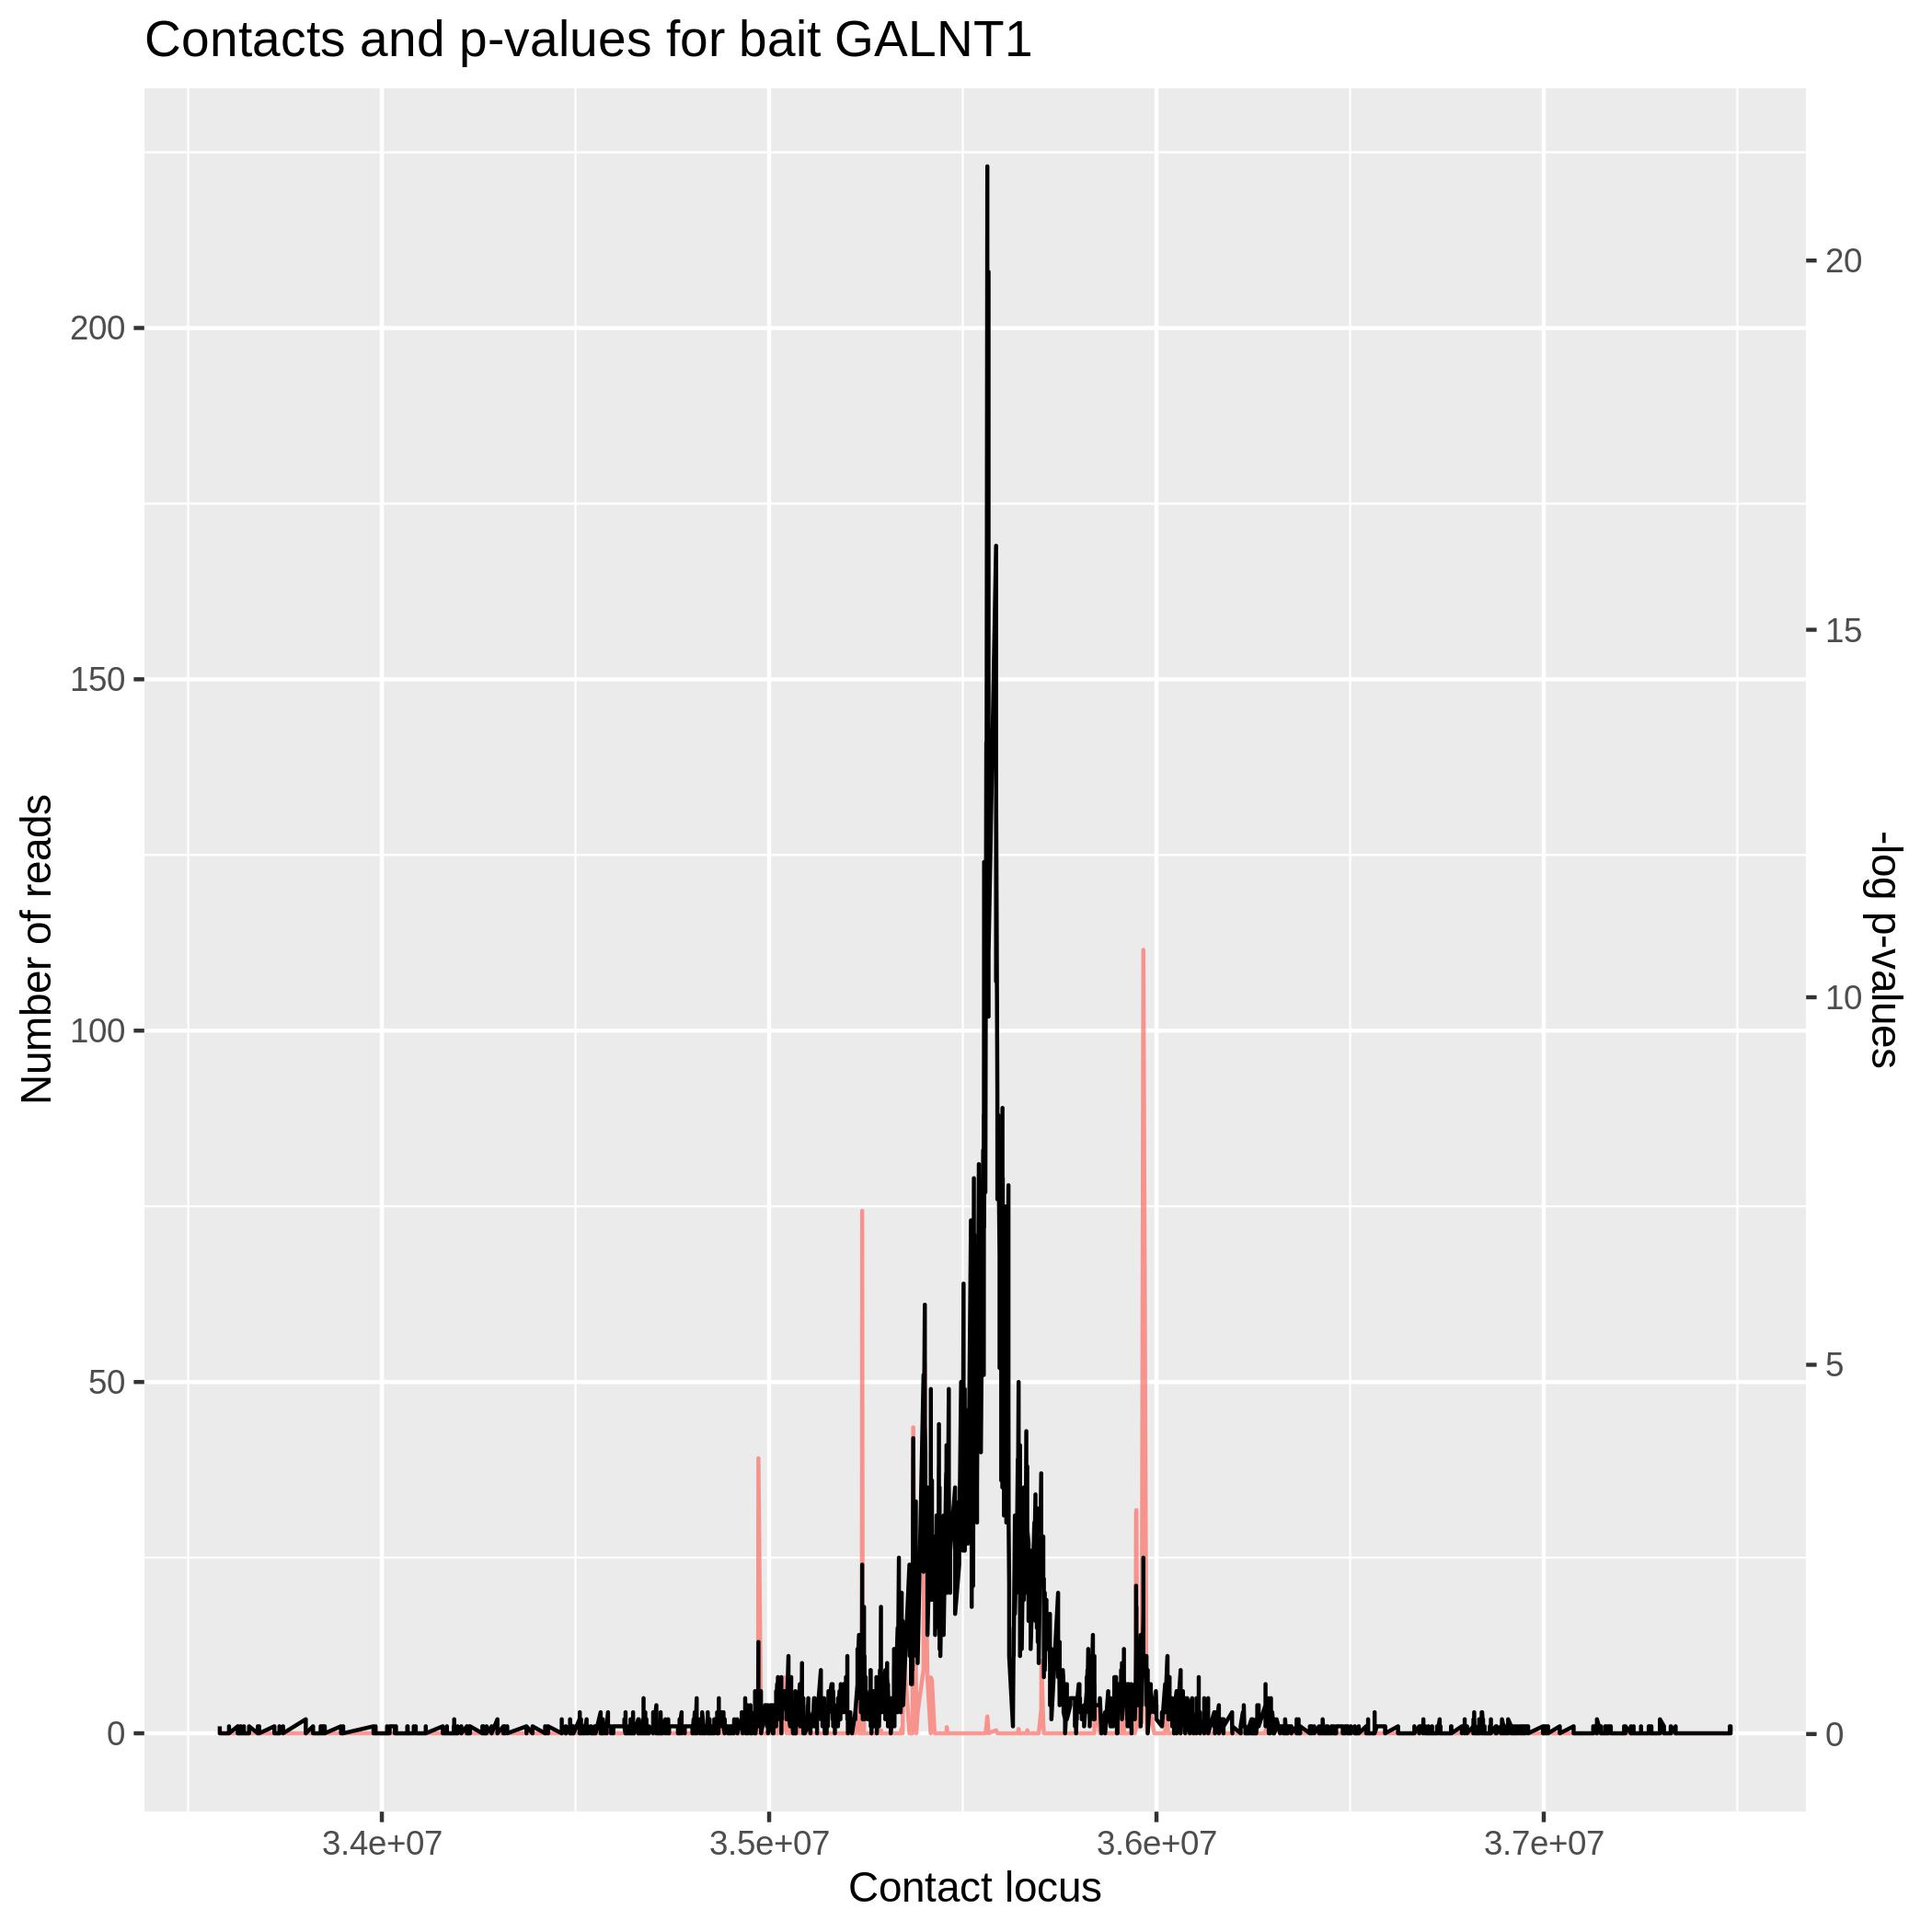 Contacts and p-values for bait GALNT1
Number of reads
200
150
100
50
0
20
15
10
5
0
-log p-values
3.4e+07 3.5e+07 3.6e+07 3.7e+07
Contact locus